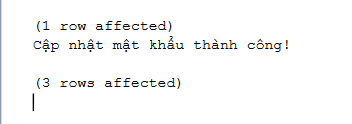 (1 row affected)
Cập nhật mật khẩu thành công!
(3 rows affected)